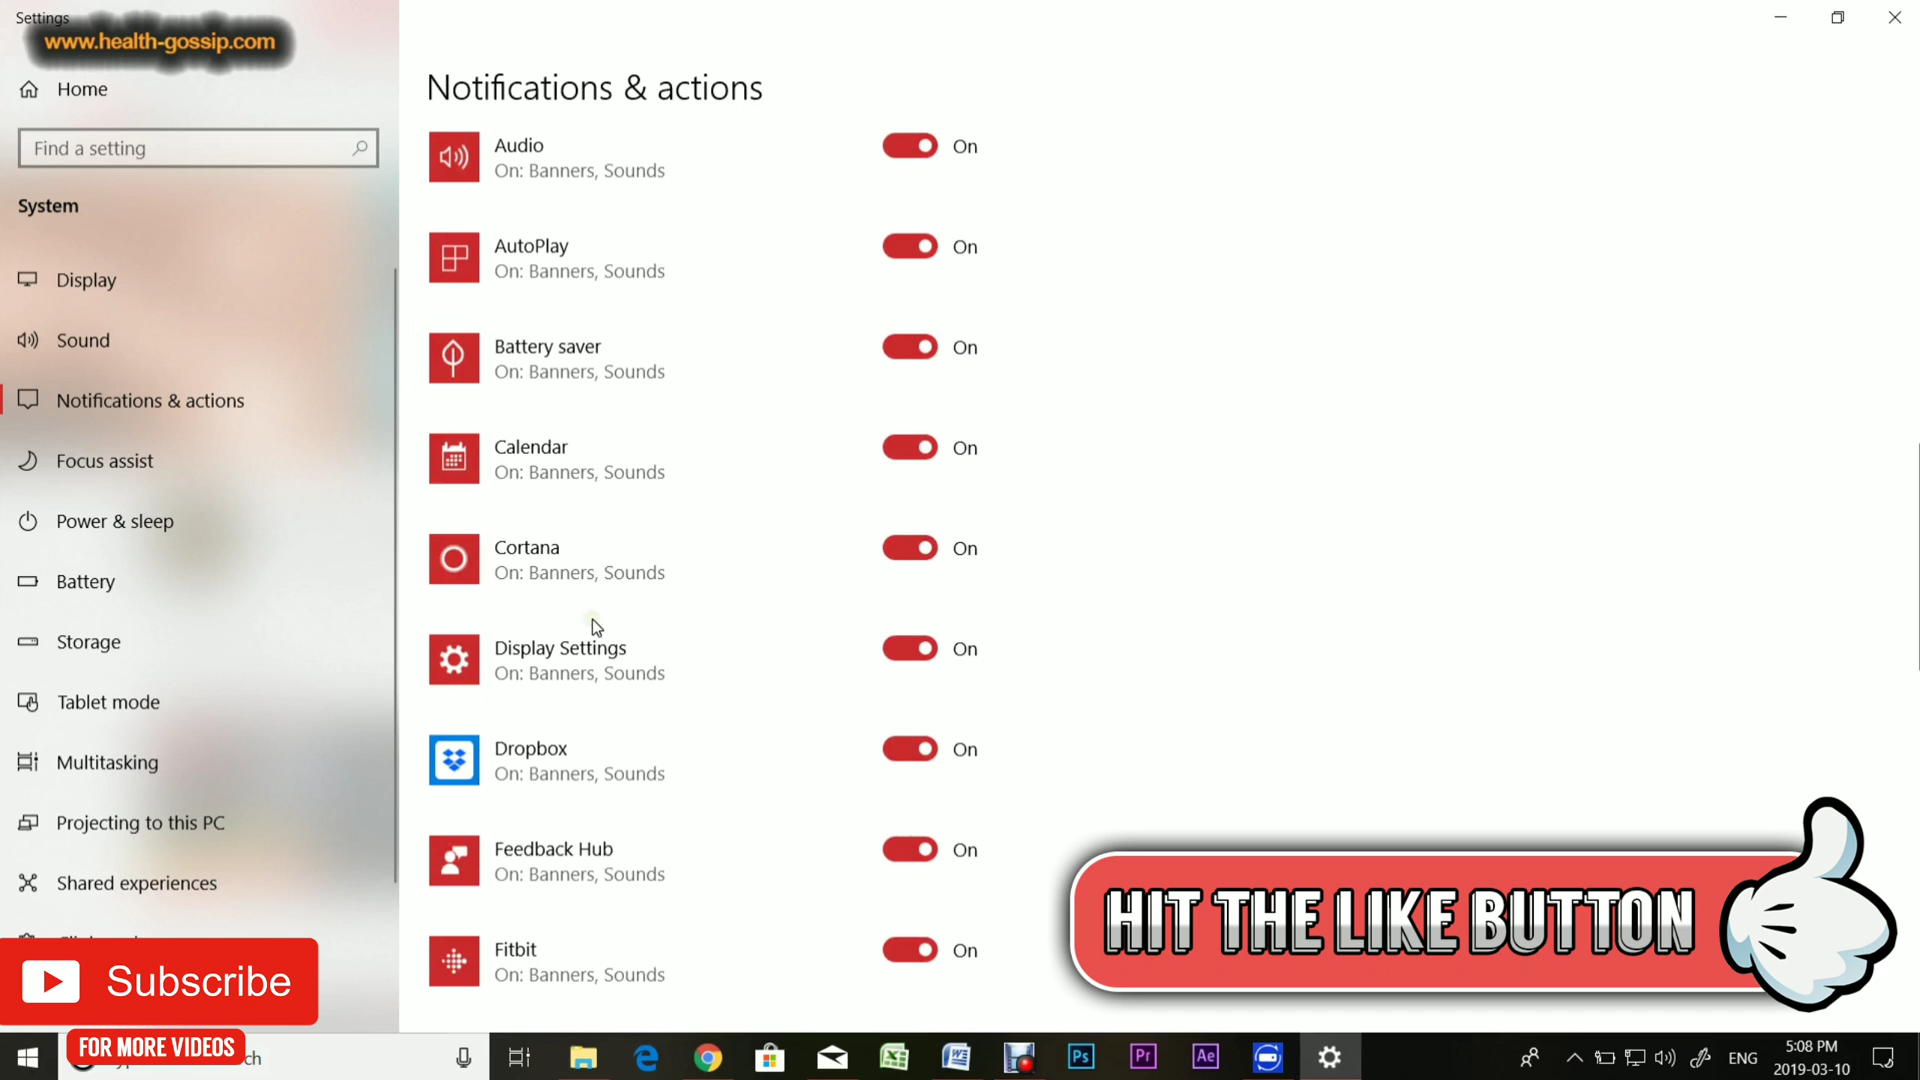 Settings
www.health-gossip.com
Home
Find a setting
System
Display
Sound
Notifications & actions
Focus assist
Power & sleep
Battery
Storage
Tablet mode
Multitasking
Projecting to this PC
Shared experiences
Subscribe
FOR MORE VIDEOS
Notifications & actions
Audio
On: Banners, Sounds
On
AutoPlay
On: Banners, Sounds
On
Battery saver
On: Banners, Sounds
On
Calendar
On: Banners, Sounds
On
Cortana
On: Banners, Sounds
On
Display Settings
On: Banners, Sounds
On
Dropbox
On: Banners, Sounds
On
Feedback Hub
On: Banners, Sounds
On
Fitbit
On: Banners, Sounds
On
HIT THE LIKE BUTTON
Ps
Pr
Ae
ENG
5:08 PM
2019-03-10